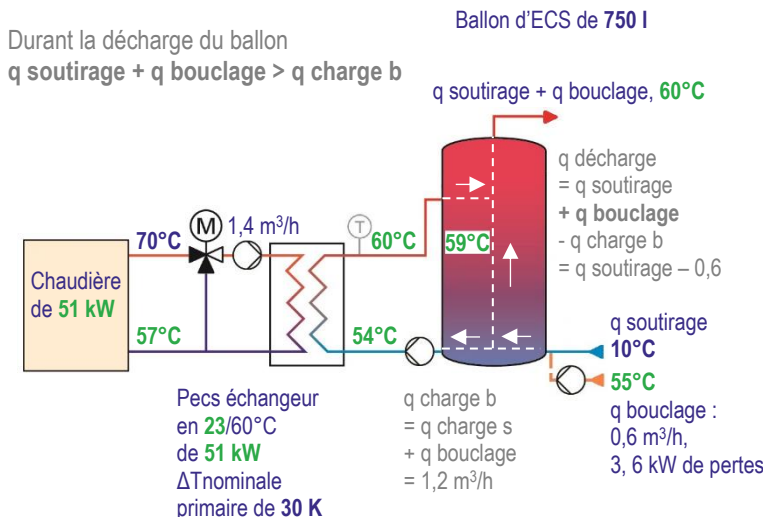 Ballon d'ECS de 750 l
Durant la décharge du ballon
q soutirage + q bouclage > q charge b
q soutirage + q bouclage, 60°C
q décharge
= q soutirage
+ q bouclage
- q charge b
= q soutirage – 0,6
M
1,4 m³/h
T
70°C
60°C
59°C
Chaudière
de 51 kW
57°C
54°C
q soutirage
10°C
55°C
q bouclage :
0,6 m³/h,
3, 6 kW de pertes
Pecs échangeur
en 23/60°C
de 51 kW
ΔTnominale
primaire de 30 K
q charge b
= q charge s
+ q bouclage
= 1,2 m³/h